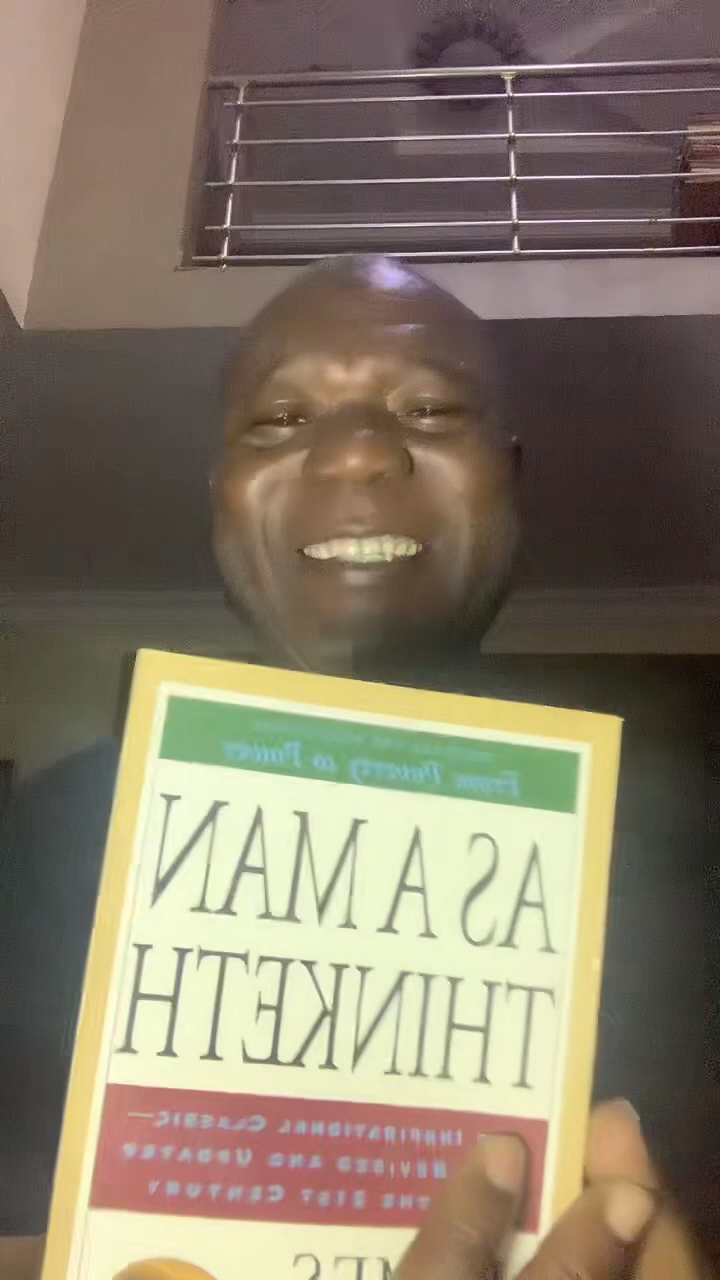 From Poverty to Power
AS A MAN
THINKETH
INSPIRATIONAL CLASSIC—
REVISED AND UPDATED
THE 21ST CENTURY